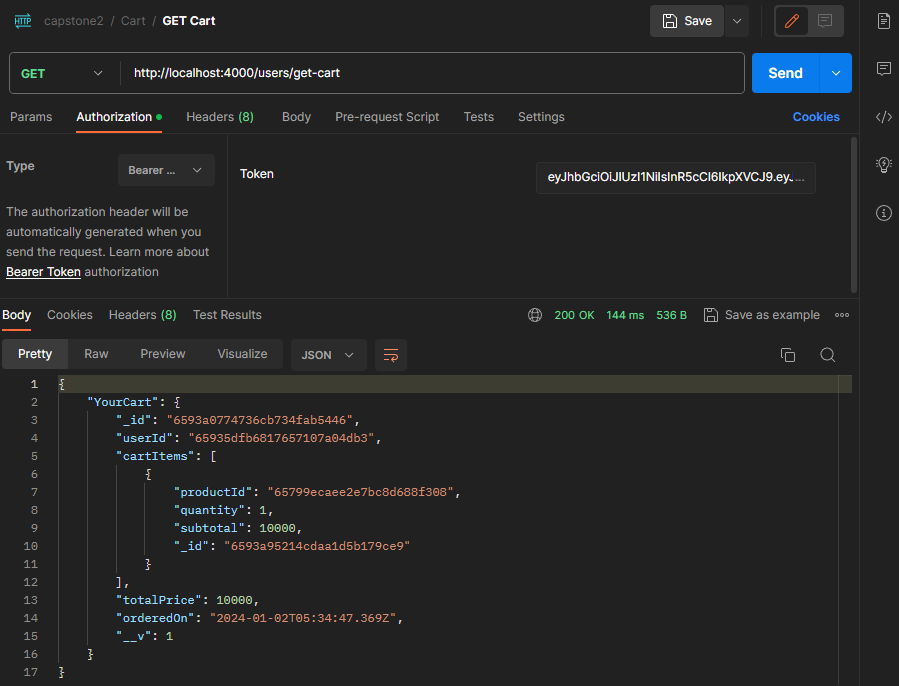 HTTP capstone2 / Cart / GET Cart Save
GET http://localhost:4000/users/get-cart Send
Params Authorization Headers (8) Body Pre-request Script Tests Settings Cookies
Type Bearer ... Token eyJhbGciOiJIUzI1NiIsInR5cCI6IkpXVCJ9.eyJ...
The authorization header will be
automatically generated when you
send the request. Learn more about
Bearer Token authorization
Body Cookies Headers (8) Test Results 200 OK 144 ms 536 B Save as example
Pretty Raw Preview Visualize JSON
1 {
2 "YourCart": {
3 "_id": "6593a0774736cb734fab5446",
4 "userId": "65935dfb6817657107a04db3",
5 "cartItems": [
6 {
7 "productId": "65799ecaee2e7bc8d688f308",
8 "quantity": 1,
9 "subtotal": 10000,
10 "_id": "6593a95214cdaa1d5b179ce9"
11 }
12 ],
13 "totalPrice": 10000,
14 "orderedOn": "2024-01-02T05:34:47.369Z",
15 "__v": 1
16 }
17 }